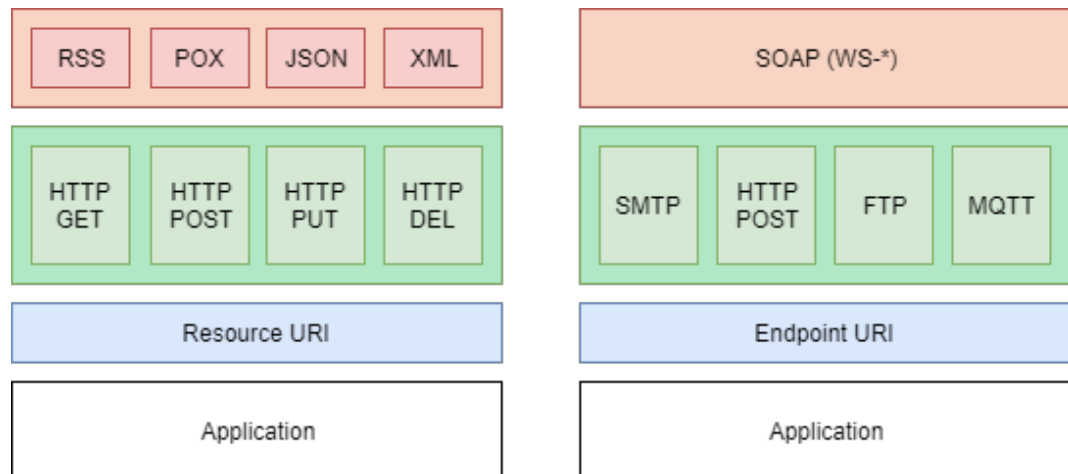 RSS
POX
JSON
XML
HTTP
GET
HTTP
POST
HTTP
PUT
HTTP
DEL
Resource URI
Application
SOAP (WS-*)
SMTP
HTTP
POST
FTP
MQTT
Endpoint URI
Application